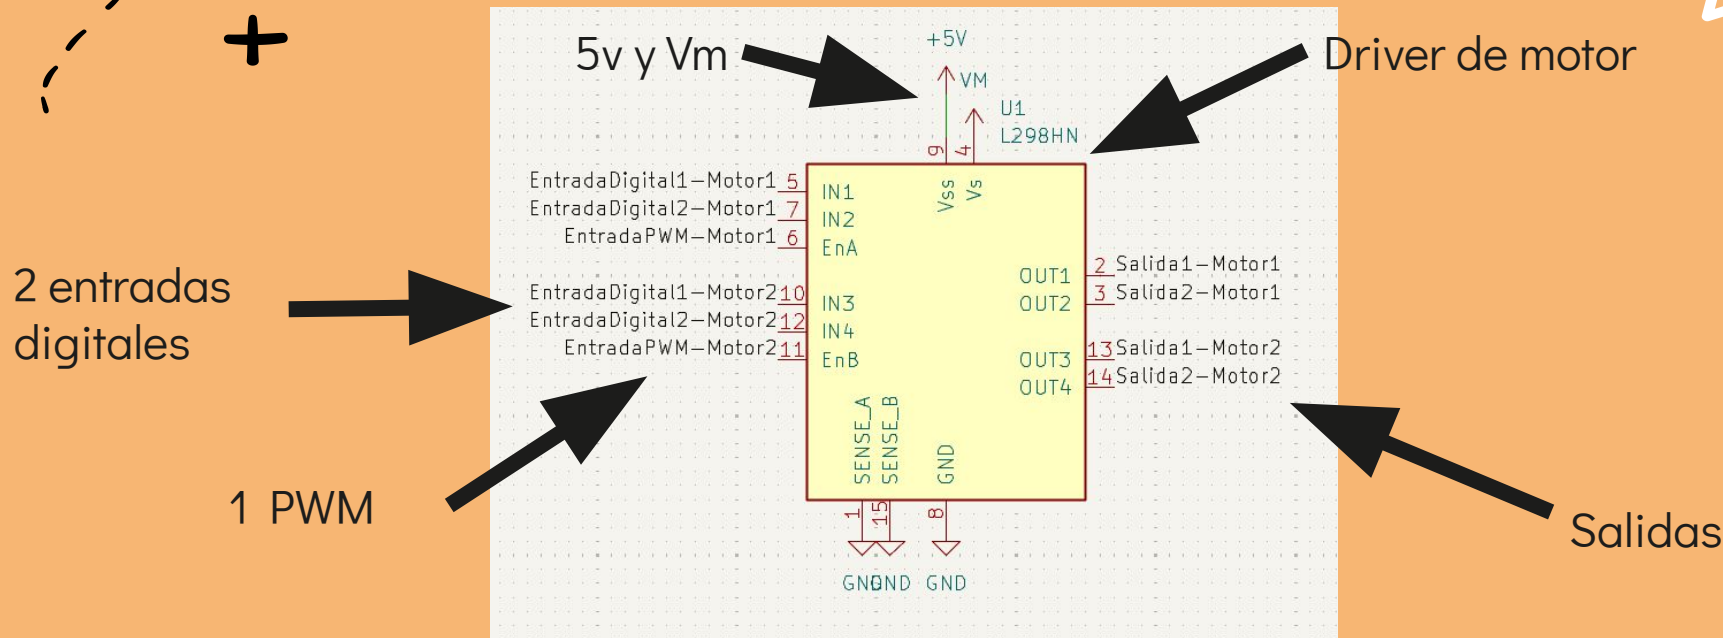 5v y Vm
+5V
Driver de motor
VM
U1
L298HN
9 4
Vss Vs
EntradaDigital1-Motor1 5 IN1
EntradaDigital2-Motor1 7 IN2
EntradaPWM-Motor1 6 EnA
2 entradas
digitales
EntradaDigital1-Motor2 10 IN3
EntradaDigital2-Motor2 12 IN4
EntradaPWM-Motor2 11 EnB
OUT1 2 Salida1-Motor1
OUT2 3 Salida2-Motor1
OUT3 13 Salida1-Motor2
OUT4 14 Salida2-Motor2
1 PWM
SENSE_A
SENSE_B
GND
1 15 8
GND GND GND
Salidas